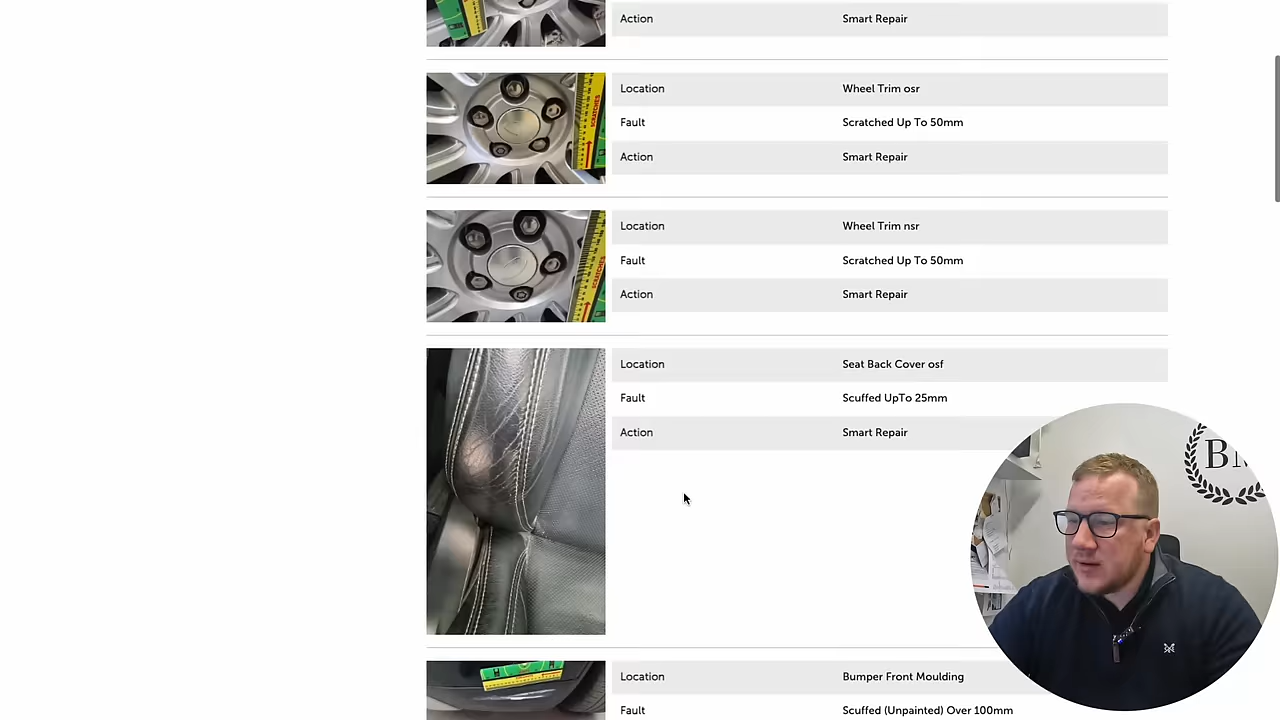 Action Smart Repair
Location Wheel Trim osr
Fault Scratched Up To 50mm
Action Smart Repair
SCRATCHES
Location Wheel Trim nsr
Fault Scratched Up To 50mm
Action Smart Repair
SCRATCHES
Location Seat Back Cover osf
Fault Scuffed UpTo 25mm
Action Smart Repair
Location Bumper Front Moulding
Fault Scuffed (Unpainted) Over 100mm